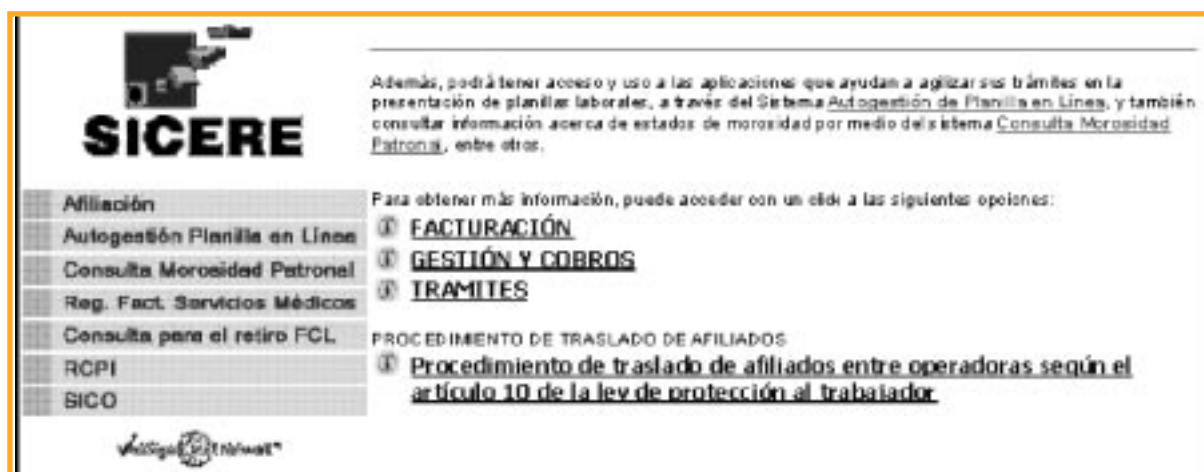 SICERE
Afiliación
Autogestión Planilla en Línea
Consulta Morosidad Patronal
Reg. Fact. Servicios Médicos
Consulta para el retiro FCL
RCPI
SICO
Además, podrá tener acceso y uso a las aplicaciones que ayudan a agilizar sus trámites en la
presentación de planillas laborales, a través del Sistema Autogestión de Planilla en Línea, y también
consultar información acerca de estados de morosidad por medio del sistema Consulta Morosidad
Patronal, entre otros.
Para obtener más información, puede acceder con un click a las siguientes opciones:
FACTURACIÓN
GESTIÓN Y COBROS
TRAMITES
PROCEDIMIENTO DE TRASLADO DE AFILIADOS
Procedimiento de traslado de afiliados entre operadoras según el
artículo 10 de la ley de protección al trabajador